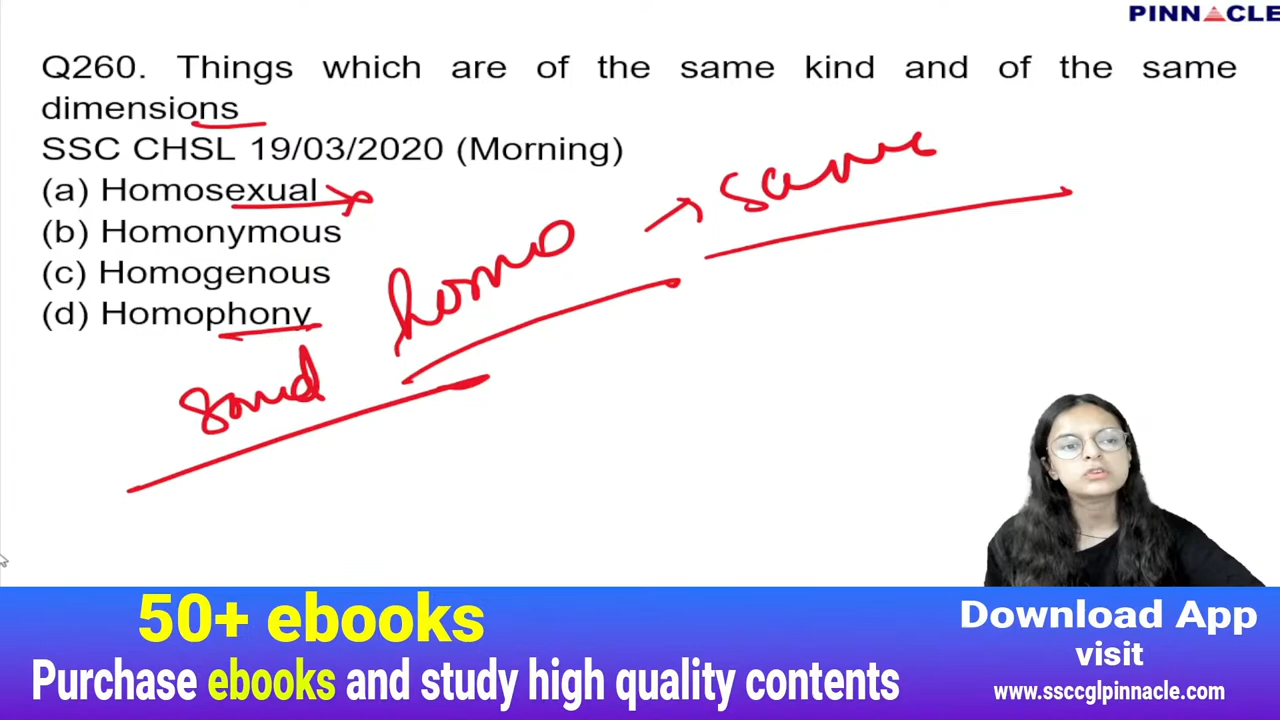 PINNACLE
Q260. Things which are of the same kind and of the same
dimensions
SSC CHSL 19/03/2020 (Morning)
(a) Homosexual
(b) Homonymous
(c) Homogenous
(d) Homophony
homo → same
sound
50+ ebooks
Purchase ebooks and study high quality contents
Download App
visit
www.ssccglpinnacle.com